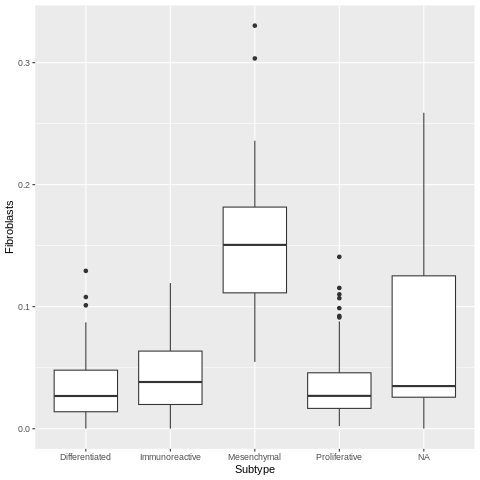 Fibroblasts
0.3
0.2
0.1
0.0
Differentiated Immunoreactive Mesenchymal Proliferative NA
Subtype